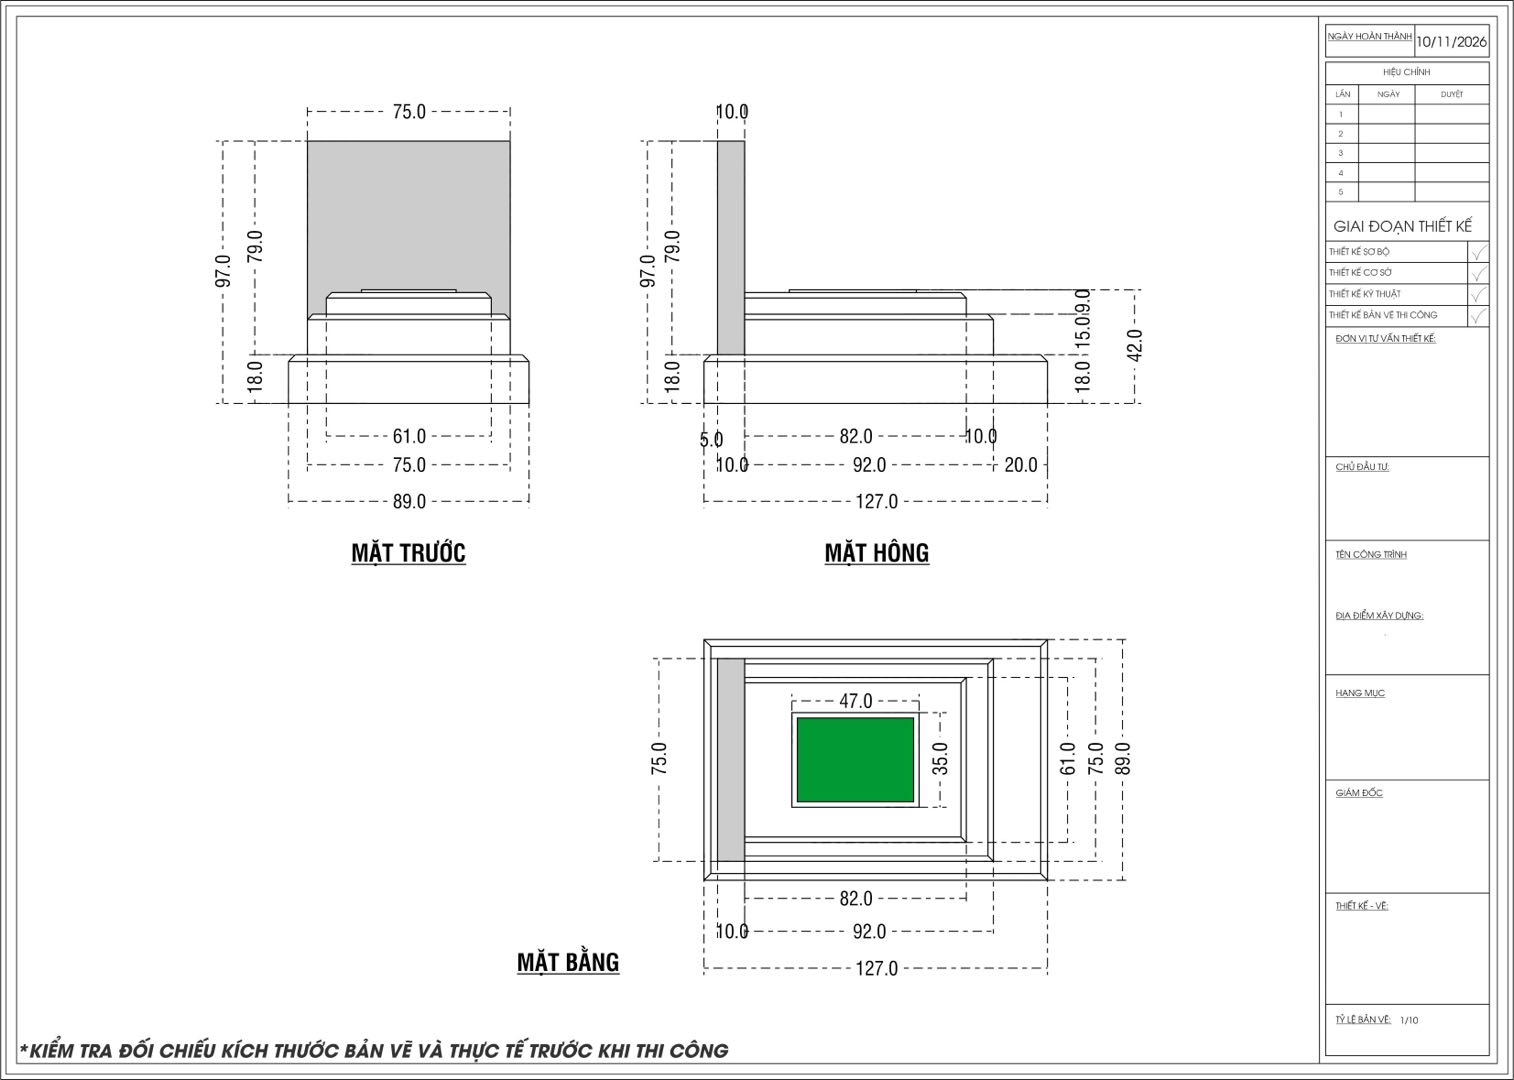 75.0
97.0
79.0
18.0
61.0
75.0
89.0
MẶT TRƯỚC
10.0
97.0
79.0
18.0
9.0
15.0
18.0
42.0
5.0
82.0
10.0
10.0
92.0
20.0
127.0
MẶT HÔNG
75.0
47.0
35.0
61.0
75.0
89.0
82.0
10.0
92.0
127.0
MẶT BẰNG
*KIỂM TRA ĐỐI CHIẾU KÍCH THƯỚC BẢN VẼ VÀ THỰC TẾ TRƯỚC KHI THI CÔNG
NGÀY HOÀN THÀNH 10/11/2026
HIỆU CHỈNH
LẦN NGÀY DUYỆT
1
2
3
4
5
GIAI ĐOẠN THIẾT KẾ
THIẾT KẾ SƠ BỘ
THIẾT KẾ CƠ SỞ
THIẾT KẾ KỸ THUẬT
THIẾT KẾ BẢN VẼ THI CÔNG
ĐƠN VỊ TƯ VẤN THIẾT KẾ:
CHỦ ĐẦU TƯ:
TÊN CÔNG TRÌNH
ĐỊA ĐIỂM XÂY DỰNG:
HẠNG MỤC
GIÁM ĐỐC
THIẾT KẾ - VẼ:
TỶ LỆ BẢN VẼ: 1/10